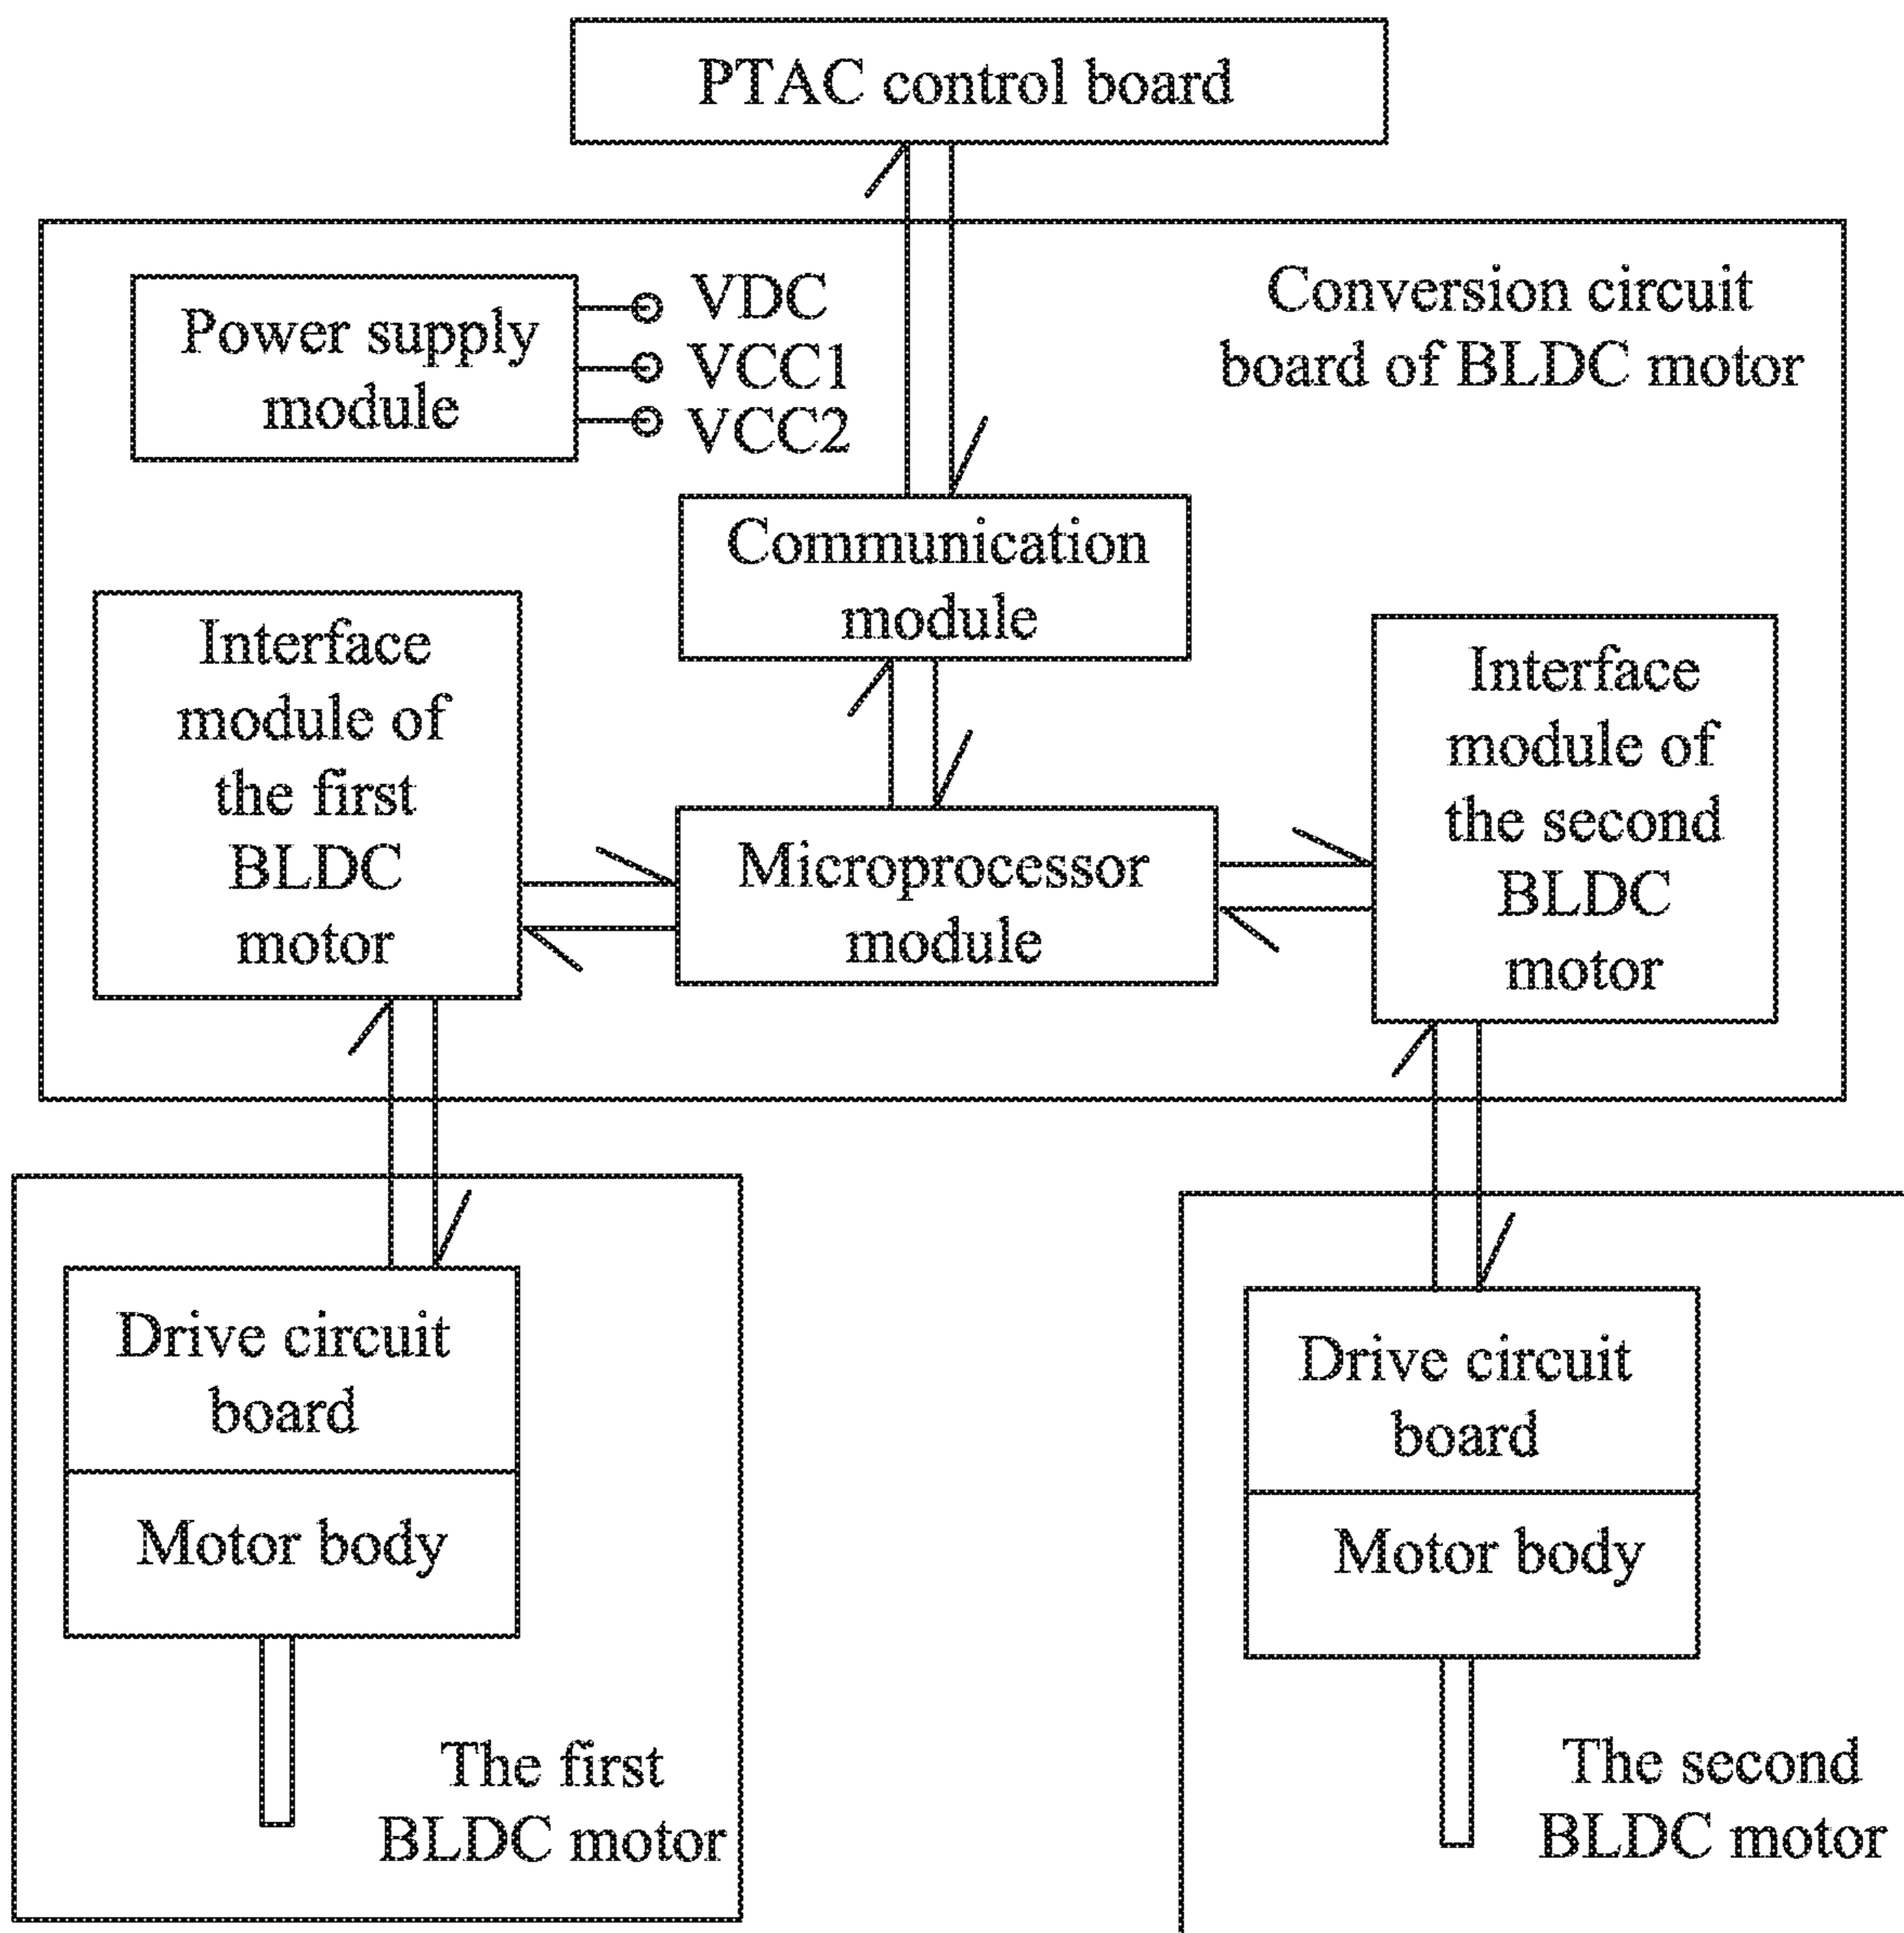 PTAC control board
Conversion circuit
board of BLDC motor
Power supply
module
VDC
VCC1
VCC2
Communication
module
Interface
module of
the first
BLDC
motor
Microprocessor
module
Interface
module of
the second
BLDC
motor
Drive circuit
board
Motor body
The first
BLDC motor
Drive circuit
board
Motor body
The second
BLDC motor